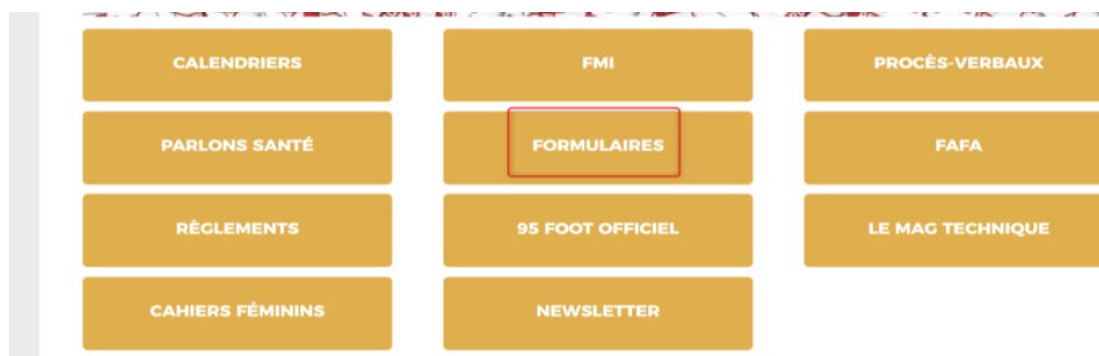 CALENDRIERS
FMI
PROCÈS-VERBAUX
PARLONS SANTÉ
FORMULAIRES
FAFA
RÈGLEMENTS
95 FOOT OFFICIEL
LE MAG TECHNIQUE
CAHIERS FÉMININS
NEWSLETTER